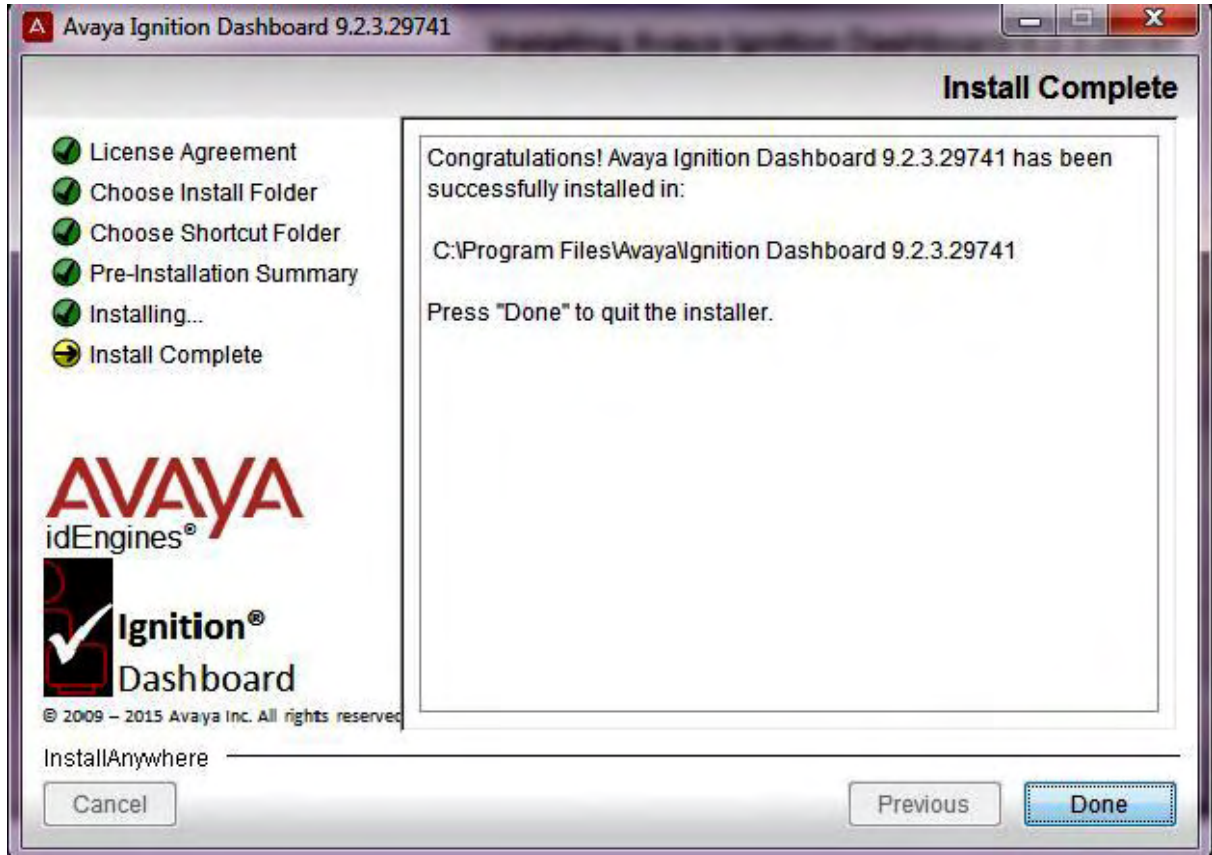 Avaya Ignition Dashboard 9.2.3.29741
Install Complete
License Agreement
Choose Install Folder
Choose Shortcut Folder
Pre-Installation Summary
Installing...
Install Complete
AVAYA
idEngines®
Ignition®
Dashboard
© 2009 – 2015 Avaya Inc. All rights reserved
Congratulations! Avaya Ignition Dashboard 9.2.3.29741 has been
successfully installed in:
C:\Program Files\Avaya\Ignition Dashboard 9.2.3.29741
Press "Done" to quit the installer.
InstallAnywhere
Cancel
Previous
Done